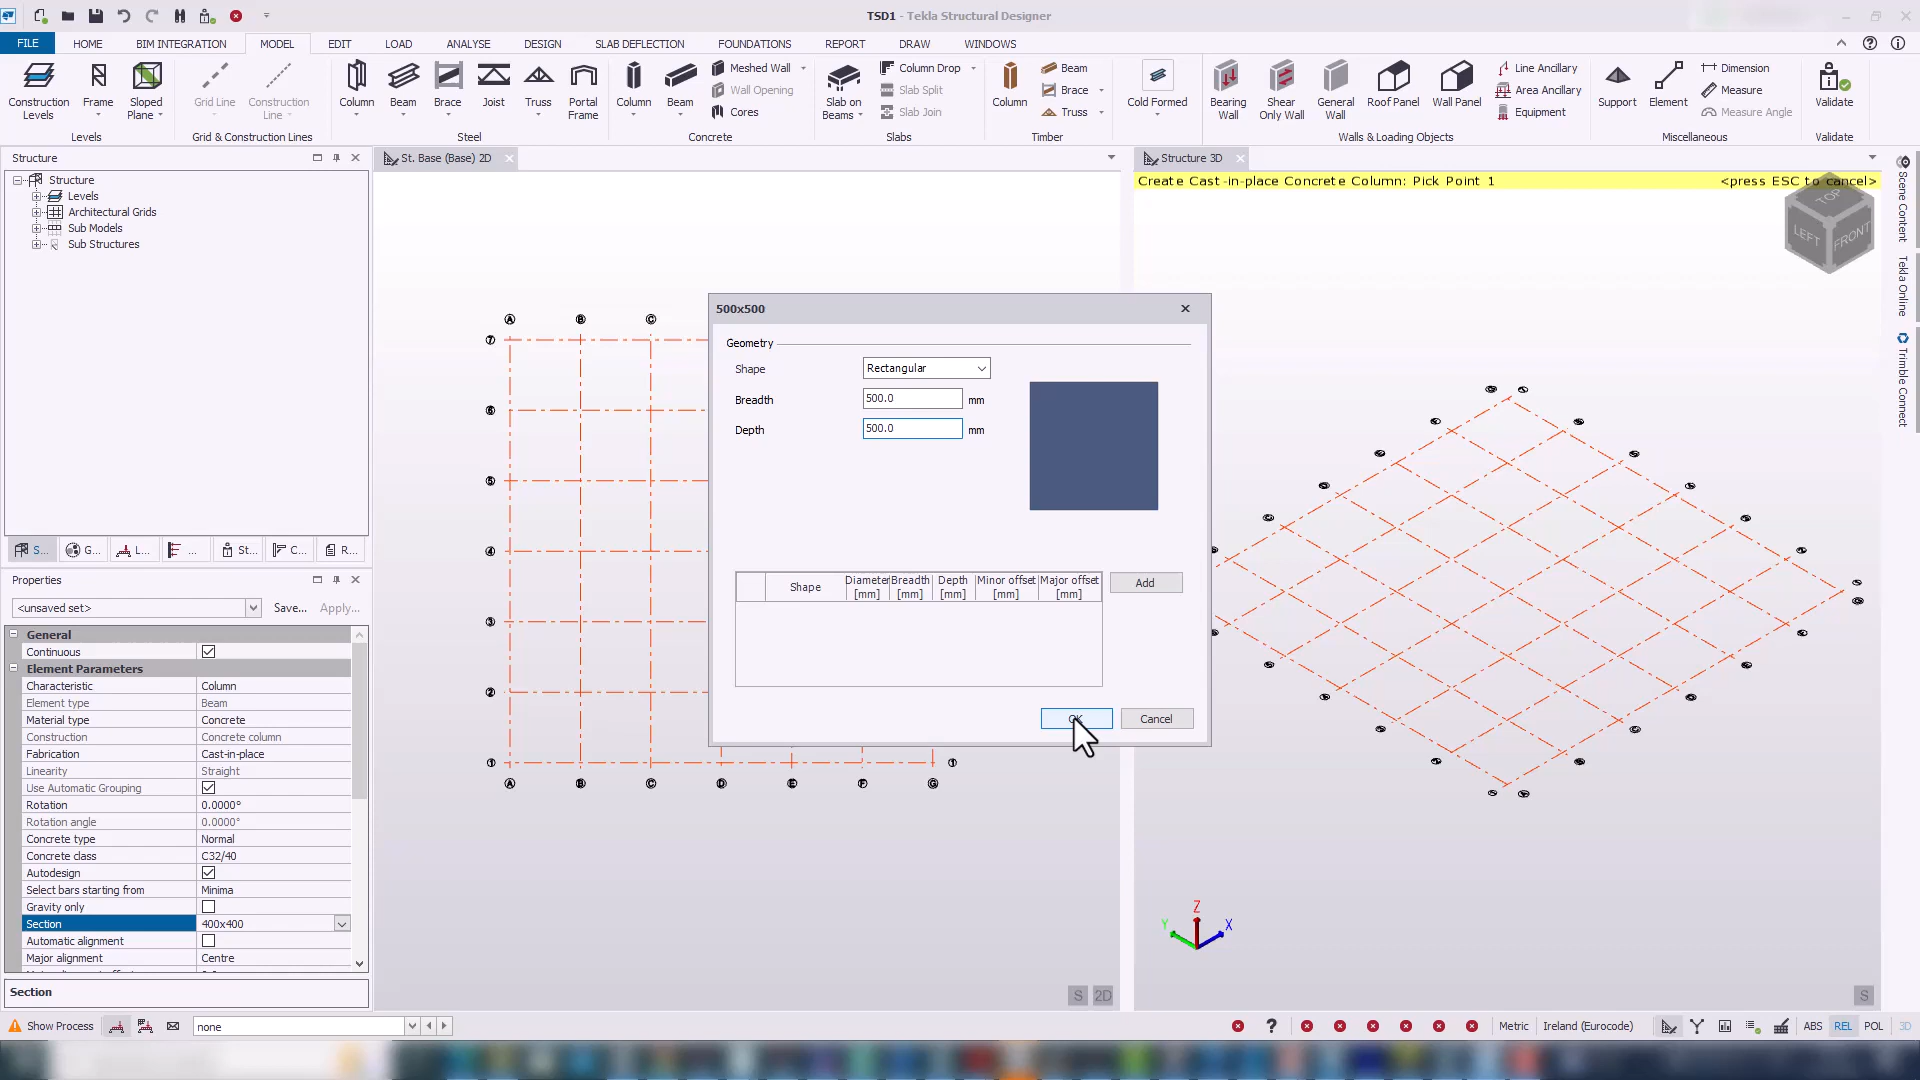 TSD1 - Tekla Structural Designer
FILE HOME BIM INTEGRATION MODEL EDIT LOAD ANALYSE DESIGN SLAB DEFLECTION FOUNDATIONS REPORT DRAW WINDOWS
Construction Levels
Frame
Sloped Plane
Levels
Grid Line
Construction Line
Grid & Construction Lines
Column
Beam
Brace
Joist
Truss
Portal Frame
Steel
Column
Beam
Meshed Wall
Wall Opening
Cores
Concrete
Slab on Beams
Column Drop
Slab Split
Slab Join
Slabs
Column
Beam
Brace
Truss
Timber
Cold Formed
Bearing Wall
Shear Only Wall
General Wall
Roof Panel
Wall Panel
Line Ancillary
Area Ancillary
Equipment
Walls & Loading Objects
Support
Element
Dimension
Measure
Measure Angle
Miscellaneous
Validate
Validate
Structure
Structure
Levels
Architectural Grids
Sub Models
Sub Structures
S... G... L... ... St... C... R...
Properties
<unsaved set> Save... Apply...
General
Continuous
Element Parameters
Characteristic Column
Element type Beam
Material type Concrete
Construction Concrete column
Fabrication Cast-in-place
Linearity Straight
Use Automatic Grouping
Rotation 0.0000°
Rotation angle 0.0000°
Concrete type Normal
Concrete class C32/40
Autodesign
Select bars starting from Minima
Gravity only
Section 400x400
Automatic alignment
Major alignment Centre
Section
St. Base (Base) 2D
A B C
7
6
5
4
3
2
1 1
A B C D E F G
S 2D
500x500
Geometry
Shape Rectangular
Breadth 500.0 mm
Depth 500.0 mm
Shape Diameter [mm] Breadth [mm] Depth [mm] Minor offset [mm] Major offset [mm]
Add
OK Cancel
Structure 3D
Create Cast-in-place Concrete Column: Pick Point 1 <press ESC to cancel>
TOP
LEFT FRONT
Z
Y X
S
Scene Content
Tekla Online
Trimble Connect
Show Process none Metric Ireland (Eurocode) ABS REL POL 3D